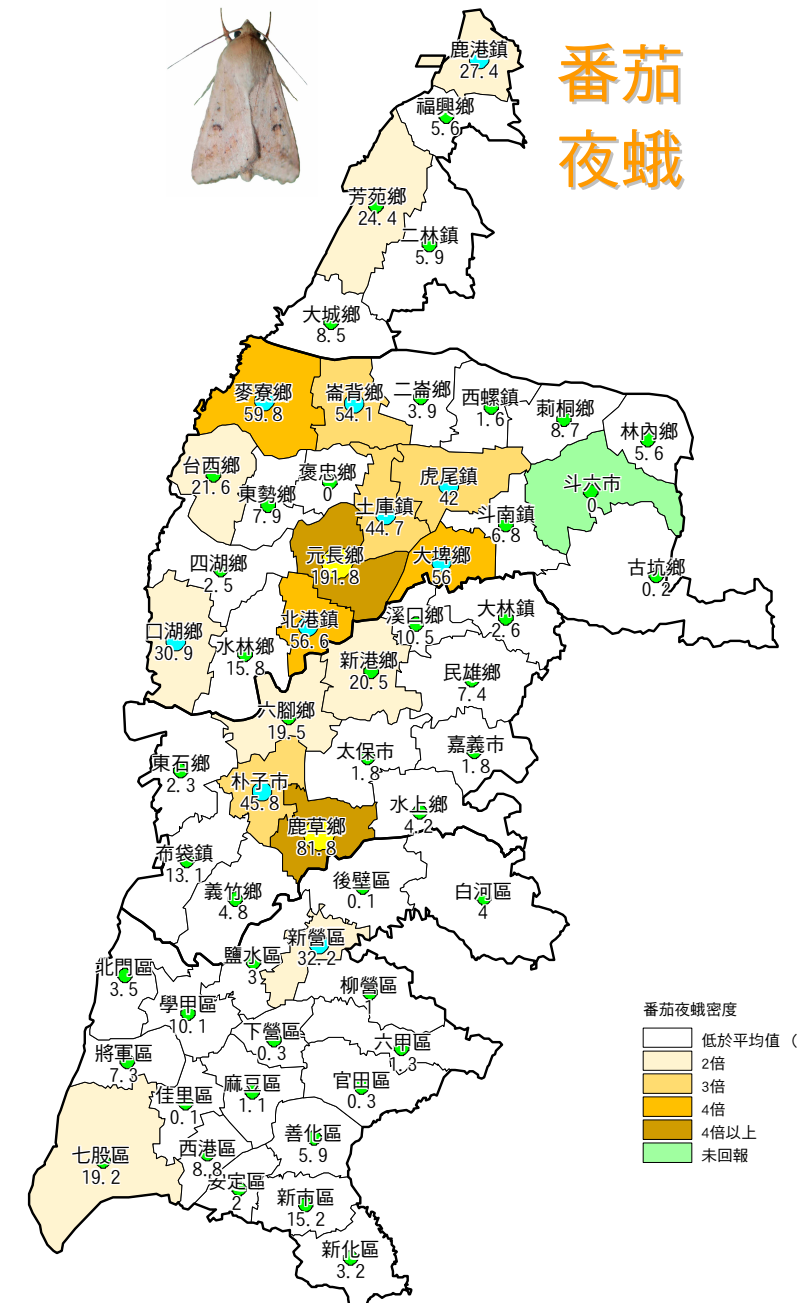 番茄
夜蛾
鹿港鎮
27.4
福興鄉
5.6
芳苑鄉
24.4
二林鎮
5.9
大城鄉
8.5
麥寮鄉
59.8
崙背鄉
54.1
二崙鄉
3.9
西螺鎮
1.6
莿桐鄉
8.7
林內鄉
5.6
台西鄉
21.6
東勢鄉
7.9
褒忠鄉
0
土庫鎮
44.7
虎尾鎮
42
斗南鎮
6.8
斗六市
0
四湖鄉
2.5
元長鄉
191.8
大埤鄉
56
古坑鄉
0.2
口湖鄉
30.9
水林鄉
15.8
北港鎮
56.6
溪口鄉
10.5
大林鎮
2.6
新港鄉
20.5
民雄鄉
7.4
六腳鄉
19.5
太保市
1.8
嘉義市
1.8
東石鄉
2.3
朴子市
45.8
水上鄉
4.2
鹿草鄉
81.8
布袋鎮
13.1
義竹鄉
4.8
後壁區
0.1
白河區
4
新營區
32.2
鹽水區
3
北門區
3.5
柳營區
1
學甲區
10.1
下營區
0.3
六甲區
1.3
將軍區
7.3
佳里區
0.1
麻豆區
1.1
官田區
0.3
七股區
19.2
西港區
8.8
善化區
5.9
安定區
2
新市區
15.2
新化區
3.2
番茄夜蛾密度
低於平均值（
2倍
3倍
4倍
4倍以上
未回報